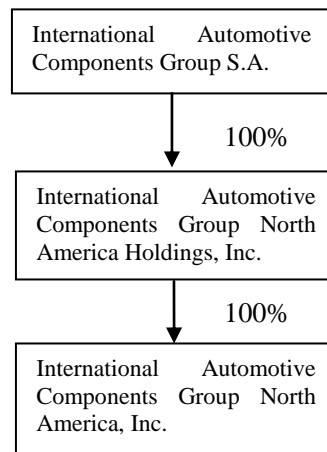 International Automotive
Components Group S.A.
100%
International Automotive
Components Group North
America Holdings, Inc.
100%
International Automotive
Components Group North
America, Inc.